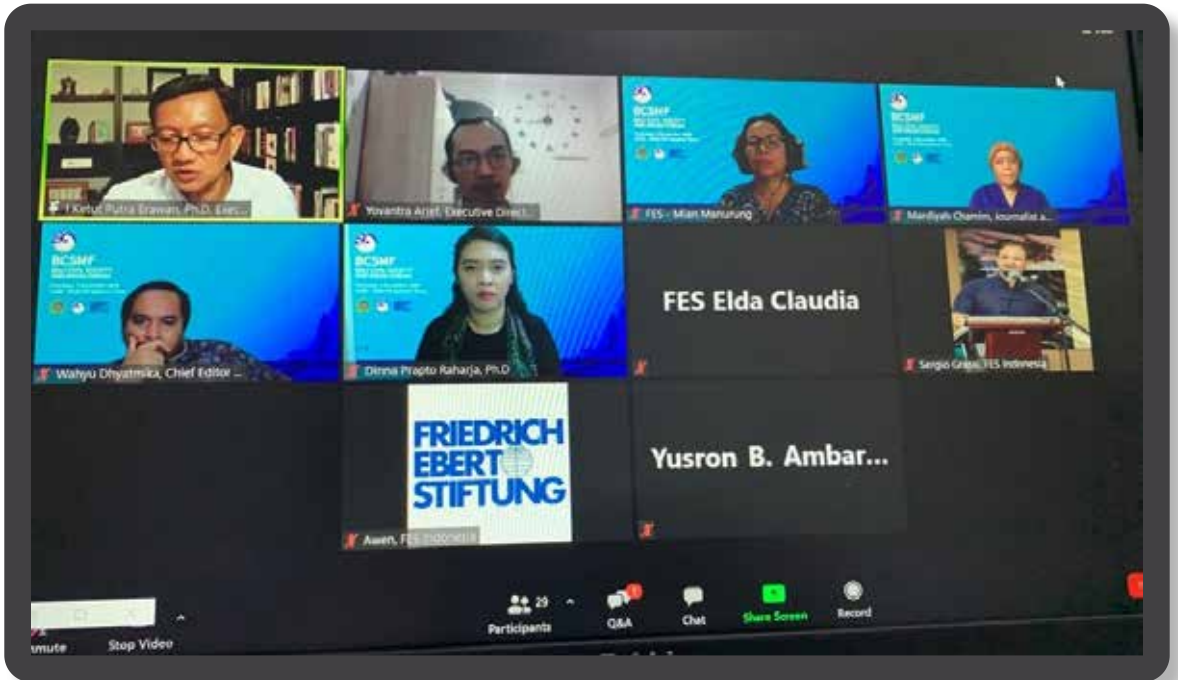 I Ketut Putra Erawan, Ph.D. Exec...
Yovantra Arief, Executive Direct...
BCSMF
FES - Mian Manurung
BCSMF
Mardiyah Chamim, Journalist a...
BCSMF
Wahyu Dhyatmika, Chief Editor ...
BCSMF
Dinna Prapto Raharja, Ph.D
FES Elda Claudia
Sergio Grassi, FES Indonesia
FRIEDRICH
EBERT
STIFTUNG
Awen, FES Indonesia
Yusron B. Ambar...
29
Participants
1
Q&A
Chat
Share Screen
Record
Stop Video